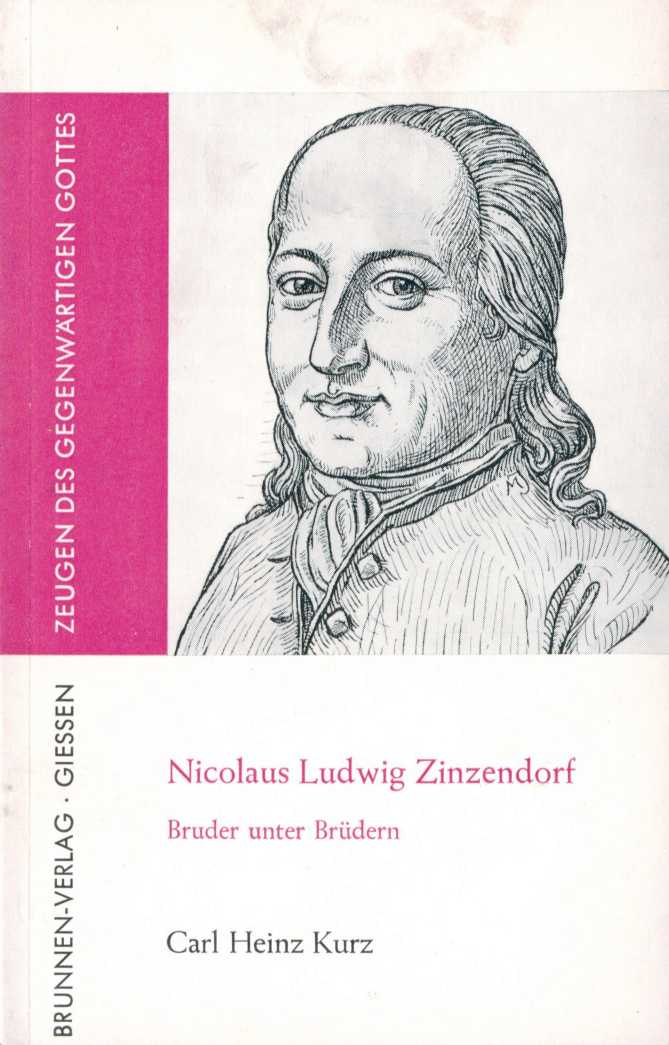 ZEUGEN DES GEGENWÄRTIGEN GOTTES
BRUNNEN-VERLAG · GIESSEN
Nicolaus Ludwig Zinzendorf
Bruder unter Brüdern
Carl Heinz Kurz